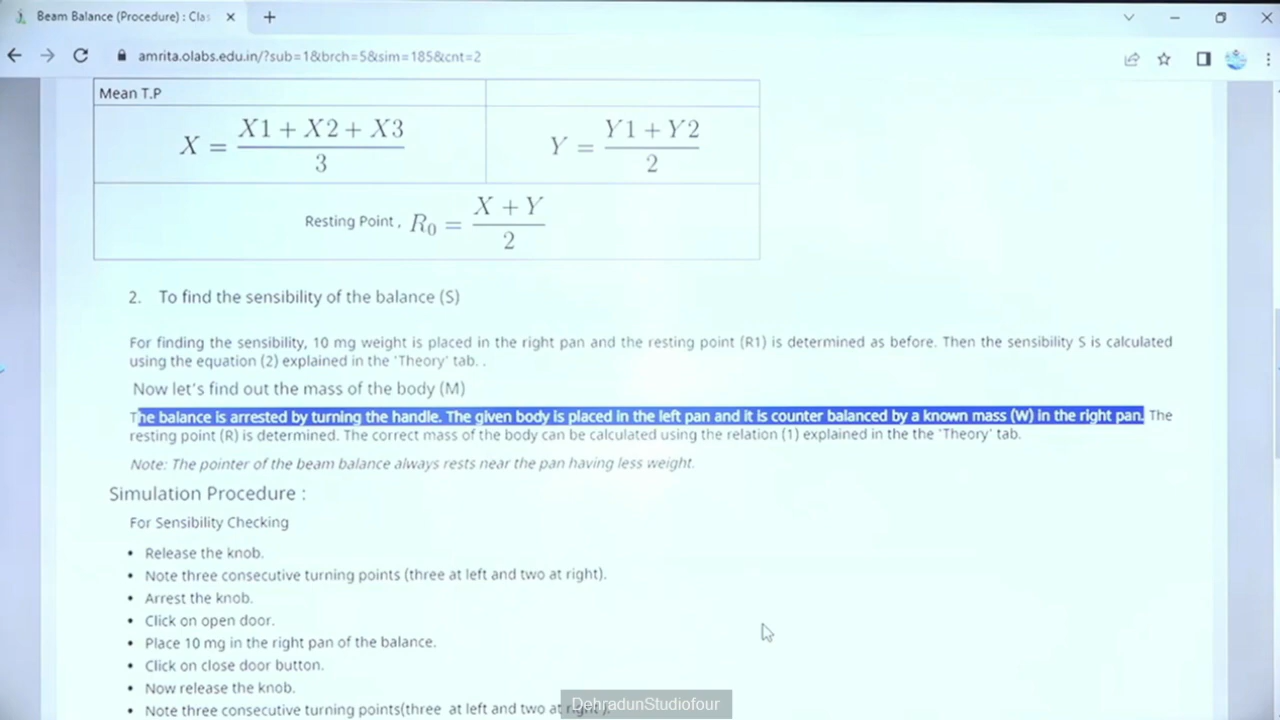 Beam Balance (Procedure) : Clas
amrita.olabs.edu.in/?sub=1&brch=5&sim=185&cnt=2
Mean T.P
X = X1 + X2 + X3 / 3
Y = Y1 + Y2 / 2
Resting Point , R0 = X + Y / 2
2. To find the sensibility of the balance (S)
For finding the sensibility, 10 mg weight is placed in the right pan and the resting point (R1) is determined as before. Then the sensibility S is calculated
using the equation (2) explained in the 'Theory' tab. .
Now let's find out the mass of the body (M)
The balance is arrested by turning the handle. The given body is placed in the left pan and it is counter balanced by a known mass (W) in the right pan. The
resting point (R) is determined. The correct mass of the body can be calculated using the relation (1) explained in the the 'Theory' tab.
Note: The pointer of the beam balance always rests near the pan having less weight.
Simulation Procedure :
For Sensibility Checking
• Release the knob.
• Note three consecutive turning points (three at left and two at right).
• Arrest the knob.
• Click on open door.
• Place 10 mg in the right pan of the balance.
• Click on close door button.
• Now release the knob.
• Note three consecutive turning points(three at left and two at right).
DehradunStudiofour